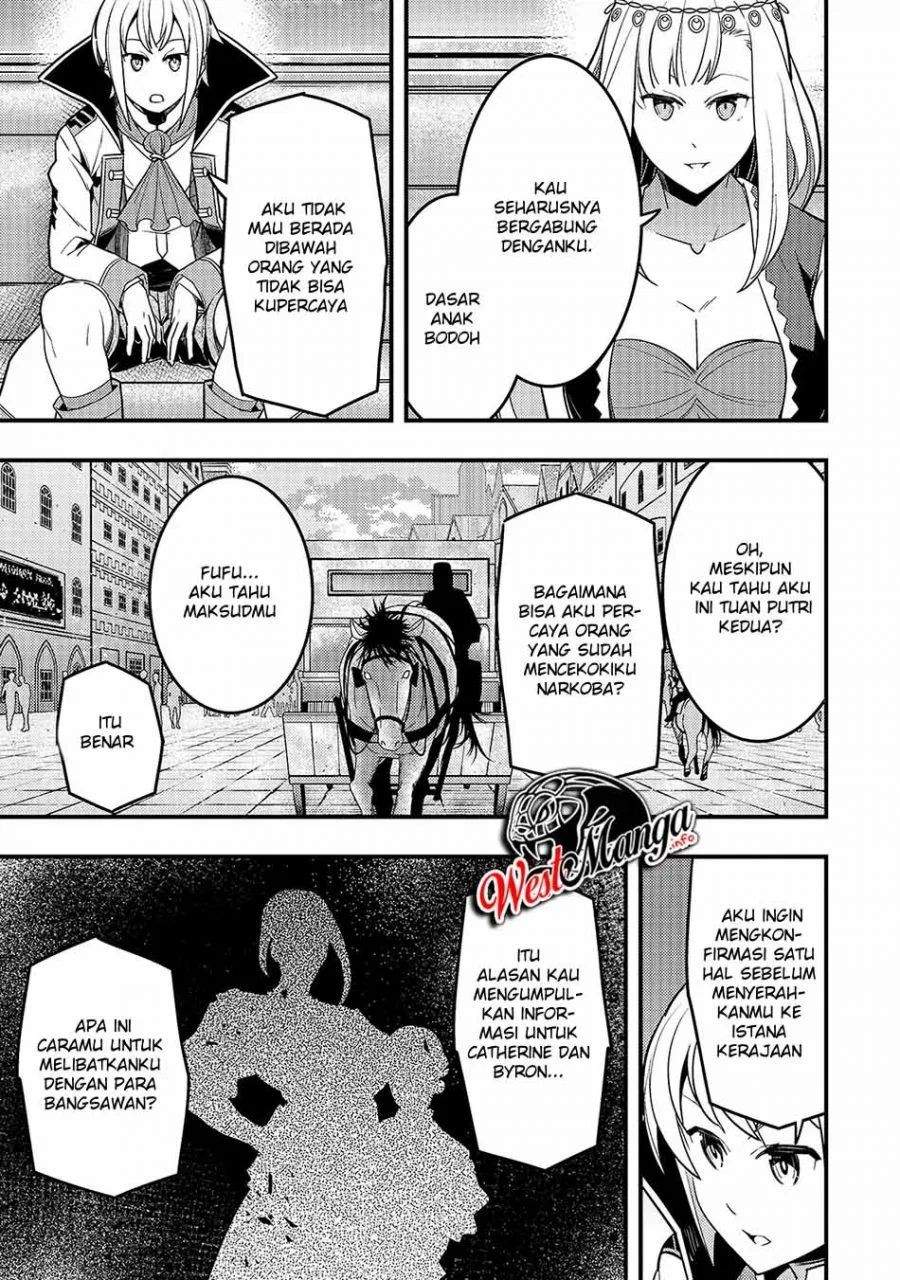 KAU
SEHARUSNYA
BERGABUNG
DENGANKU.
DASAR
ANAK
BODOH
AKU TIDAK
MAU BERADA
DIBAWAH
ORANG YANG
TIDAK BISA
KUPERCAYA
OH,
MESKIPUN
KAU TAHU AKU
INI TUAN PUTRI
KEDUA?
BAGAIMANA
BISA AKU PER-
CAYA ORANG
YANG SUDAH
MENCEKOKIKU
NARKOBA?
FUFU...
AKU TAHU
MAKSUDMU
ITU
BENAR
WestManga
.info
AKU INGIN
MENGKON-
FIRMASI SATU
HAL SEBELUM
MENYERAH-
KANMU KE
ISTANA
KERAJAAN
ITU
ALASAN KAU
MENGUMPUL-
KAN INFOR-
MASI UNTUK
CATHERINE DAN
BYRON...
APA INI
CARAMU UNTUK
MELIBATKANKU
DENGAN PARA
BANGSAWAN?